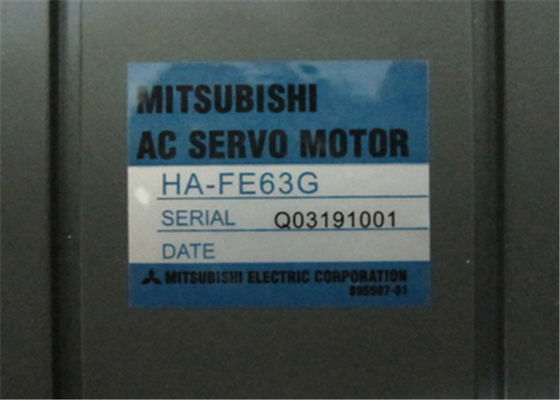 MITSUBISHI
AC SERVO MOTOR
HA-FE63G
SERIAL Q03191001
DATE
MITSUBISHI ELECTRIC CORPORATION
895507-01